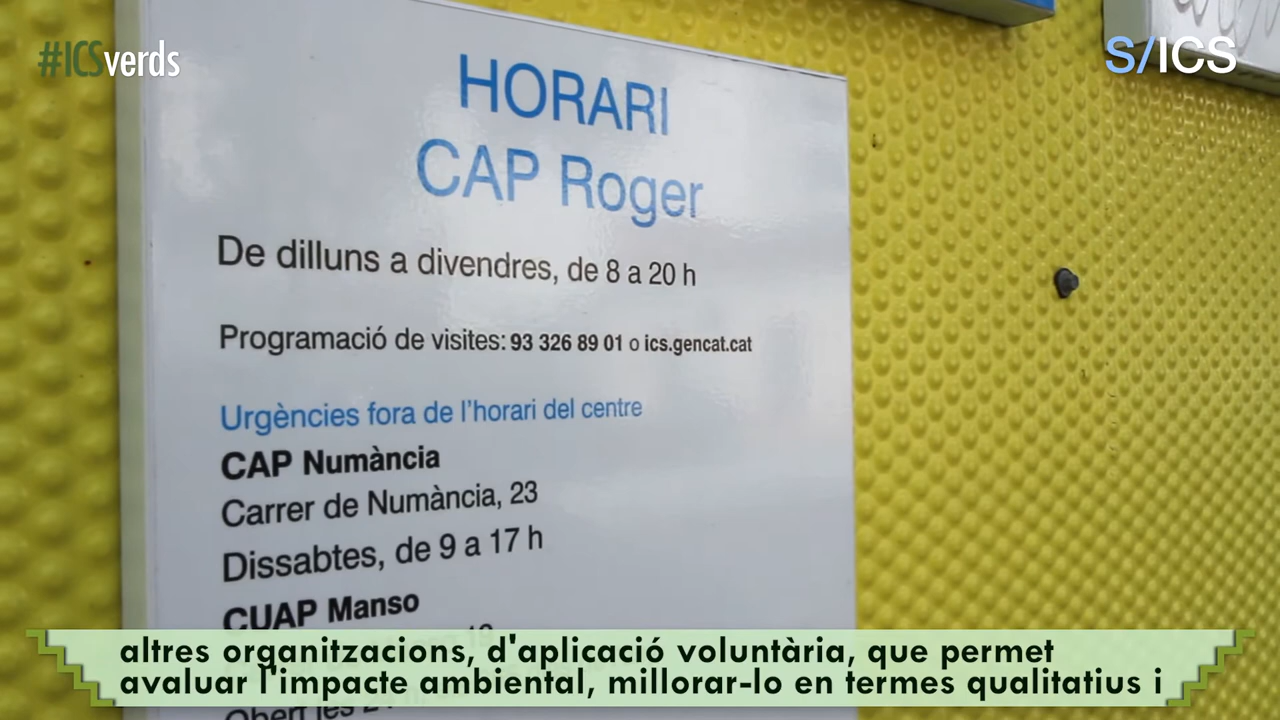 #ICSverds
S/ICS
HORARI
CAP Roger
De dilluns a divendres, de 8 a 20 h
Programació de visites: 93 326 89 01 o ics.gencat.cat
Urgències fora de l'horari del centre
CAP Numància
Carrer de Numància, 23
Dissabtes, de 9 a 17 h
CUAP Manso
altres organitzacions, d'aplicació voluntària, que permet
avaluar l'impacte ambiental, millorar-lo en termes qualitatius i